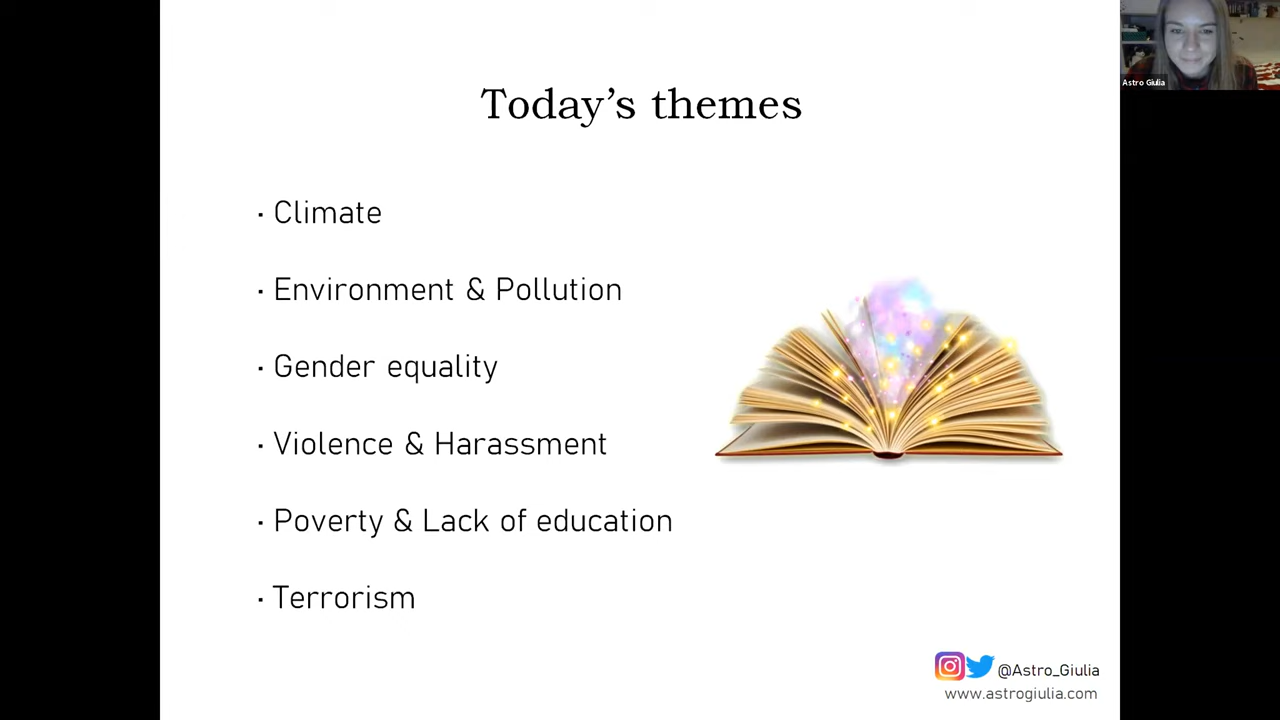 Astro Giulia
Today's themes
· Climate
· Environment & Pollution
· Gender equality
· Violence & Harassment
· Poverty & Lack of education
· Terrorism
@Astro_Giulia
www.astrogiulia.com